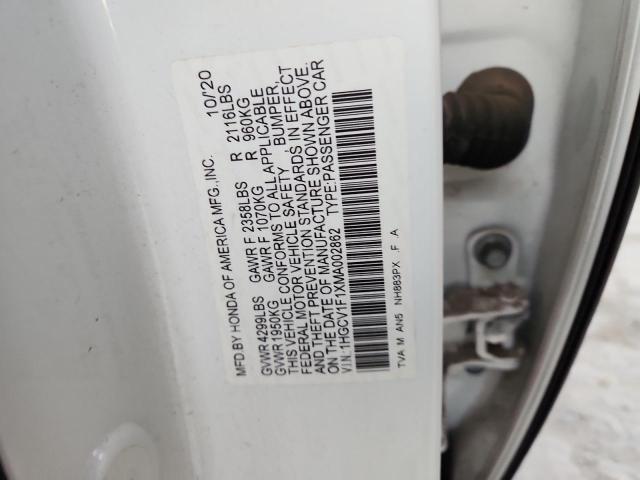 MFD.BY HONDA OF AMERICA MFG.,INC. 10/20
GVWR 4299LBS GAWR F 2358LBS R 2116LBS
GVWR 1950KG GAWR F 1070KG R 960KG
THIS VEHICLE CONFORMS TO ALL APPLICABLE
FEDERAL MOTOR VEHICLE SAFETY , BUMPER,
AND THEFT PREVENTION STANDARDS IN EFFECT
ON THE DATE OF MANUFACTURE SHOWN ABOVE.
V.I.N: 1HGCV1F1XMA002862 TYPE:PASSENGER CAR
TVA M AN5 NH883PX .F .A